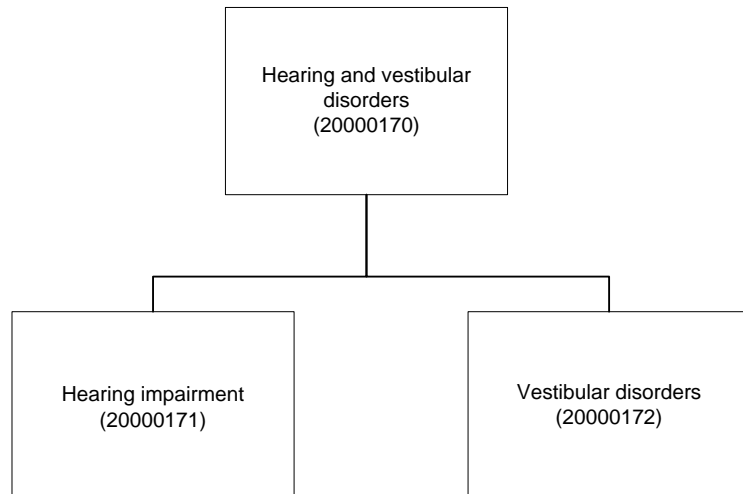 Hearing and vestibular
disorders
(20000170)
Hearing impairment
(20000171)
Vestibular disorders
(20000172)